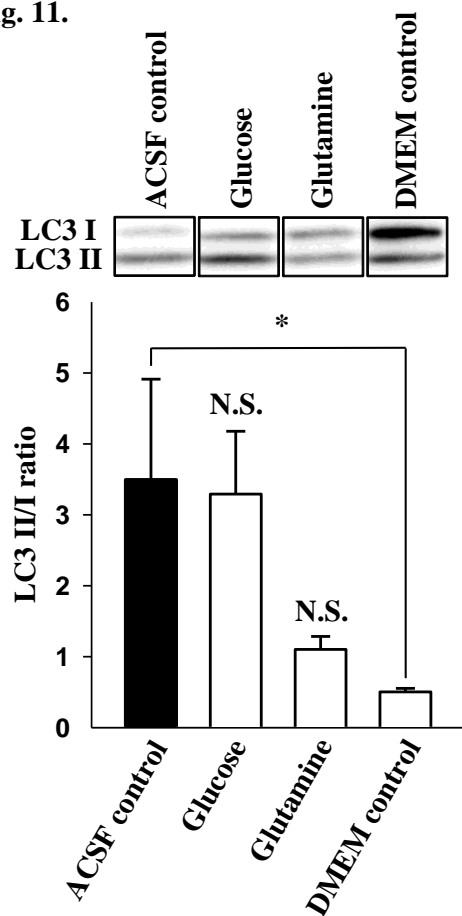 g. 11.
ACSF control
Glucose
Glutamine
DMEM control
LC3 I
LC3 II
6
*
5
N.S.
4
LC3 II/I ratio
3
2
N.S.
1
0
ACSF control
Glucose
Glutamine
DMEM control